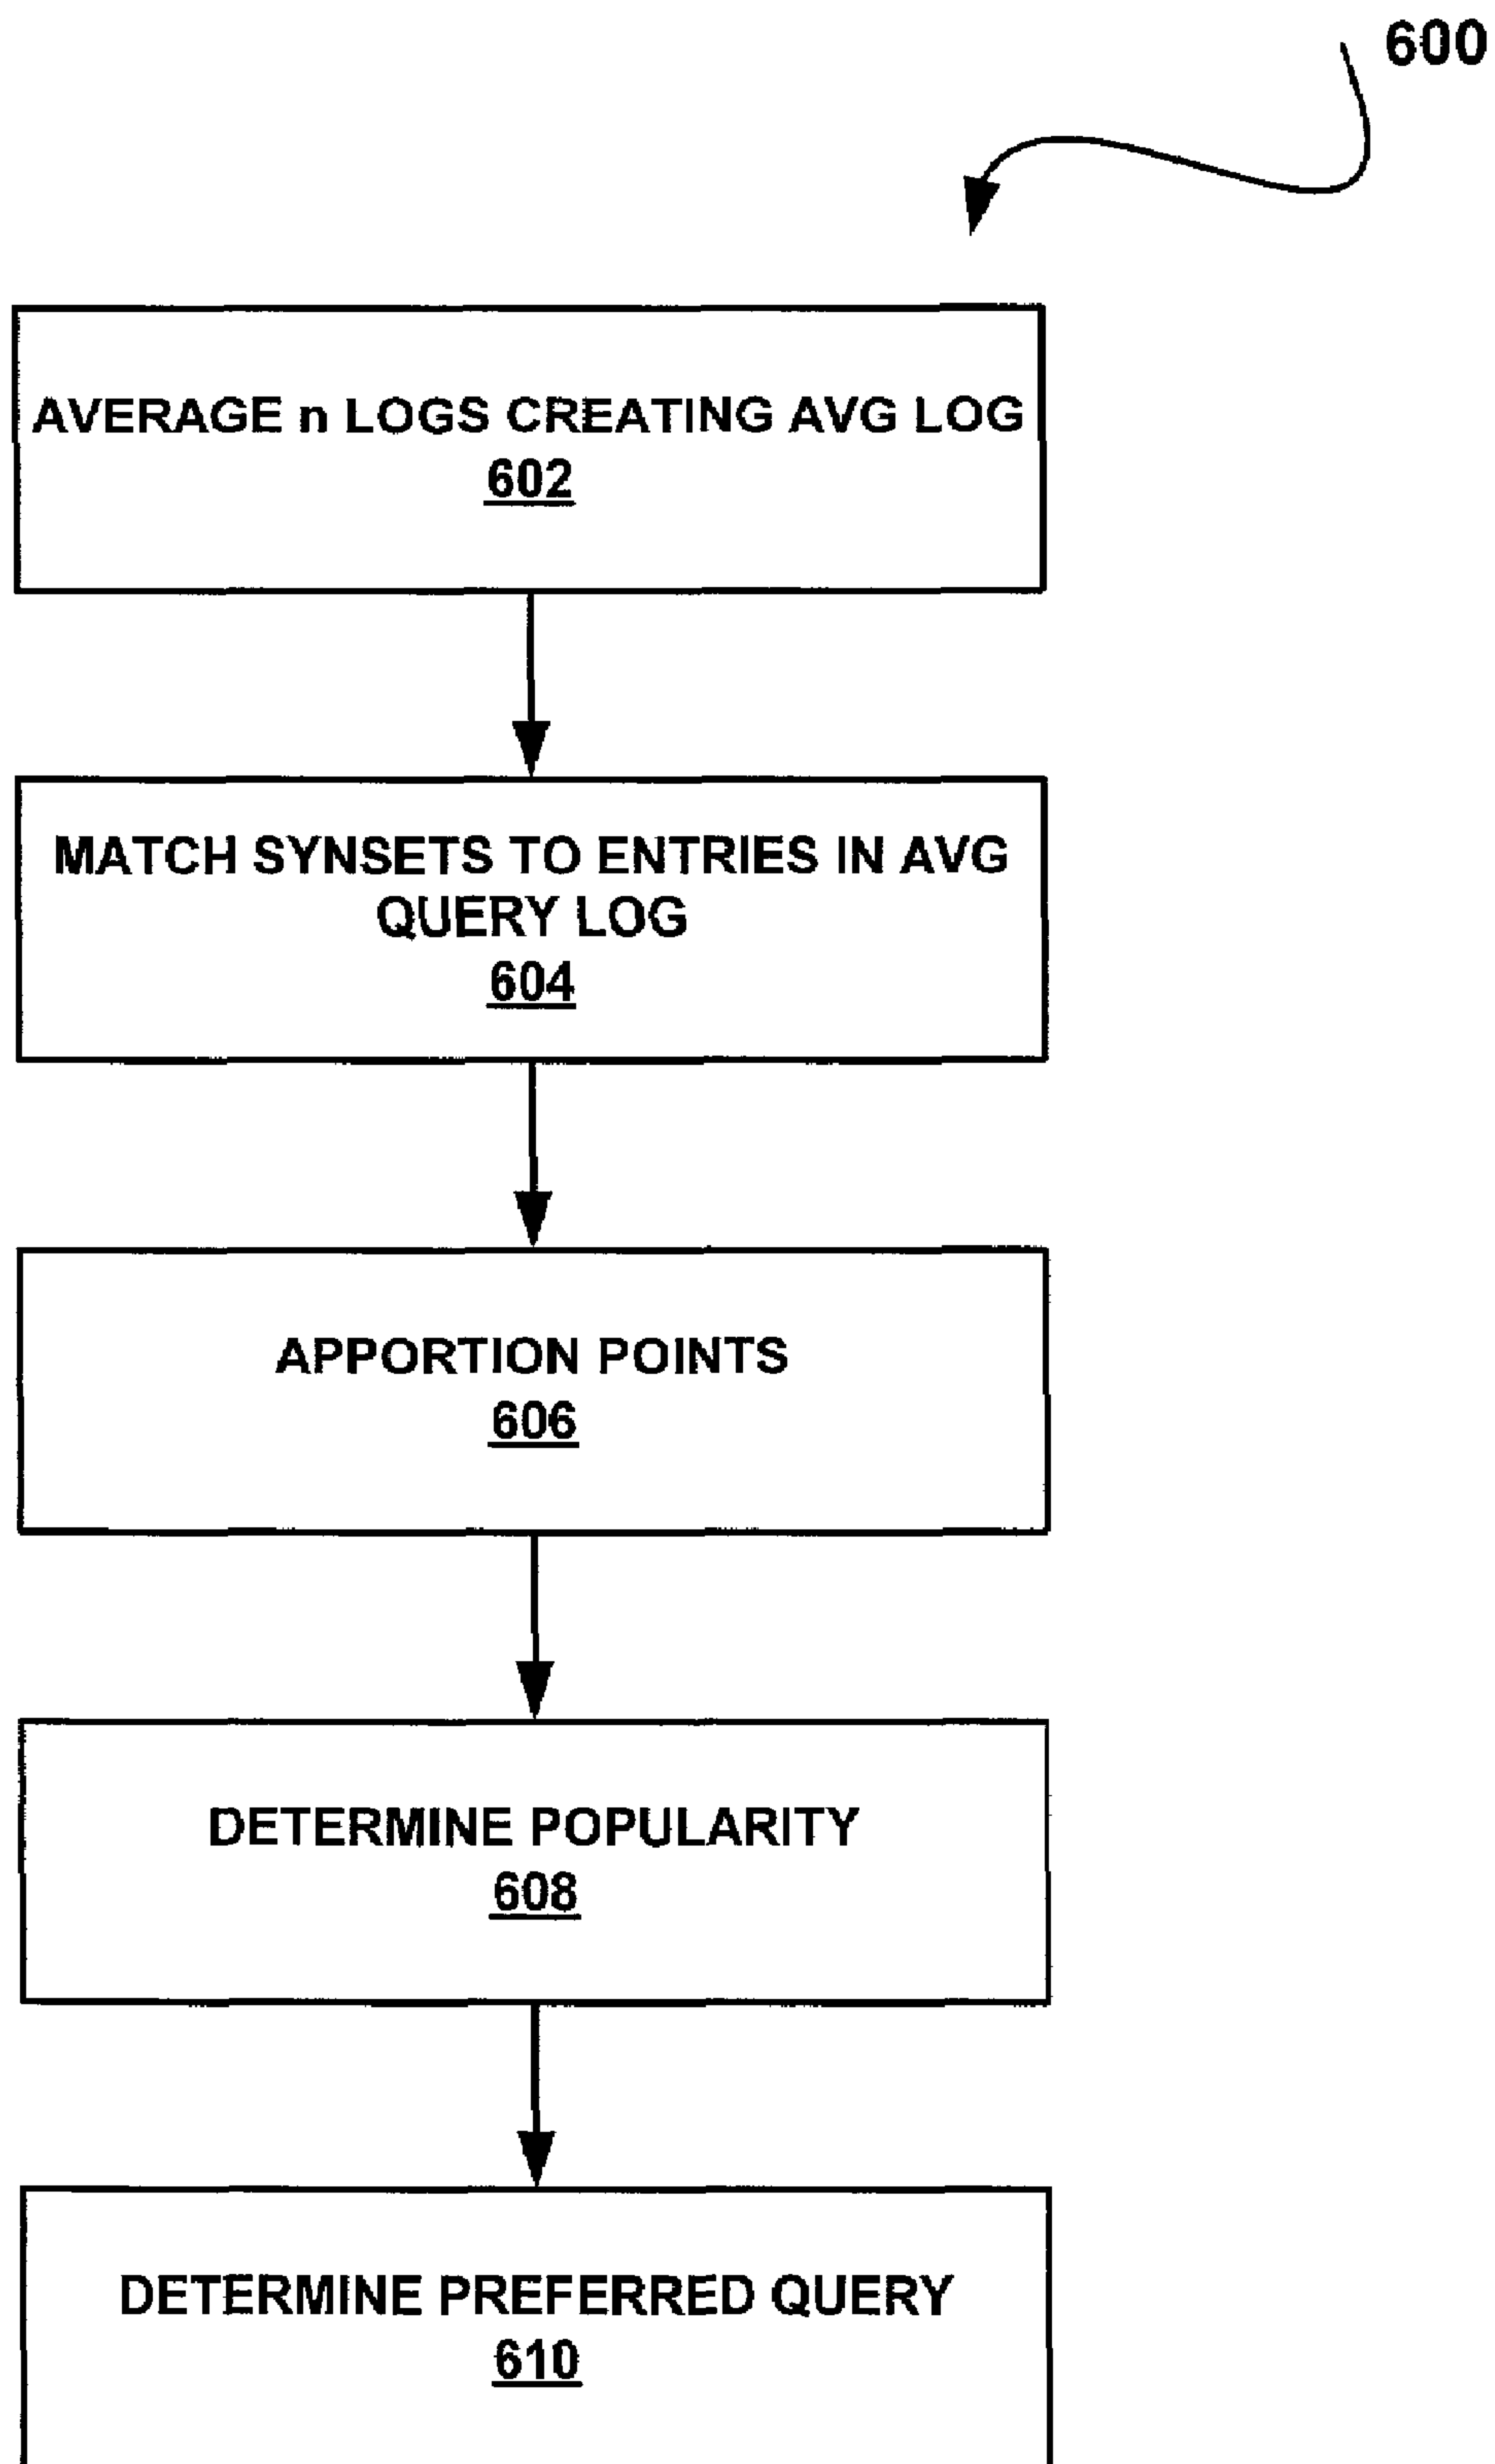 600
AVERAGE n LOGS CREATING AVG LOG
602
MATCH SYNSETS TO ENTRIES IN AVG
QUERY LOG
604
APPORTION POINTS
606
DETERMINE POPULARITY
608
DETERMINE PREFERRED QUERY
610